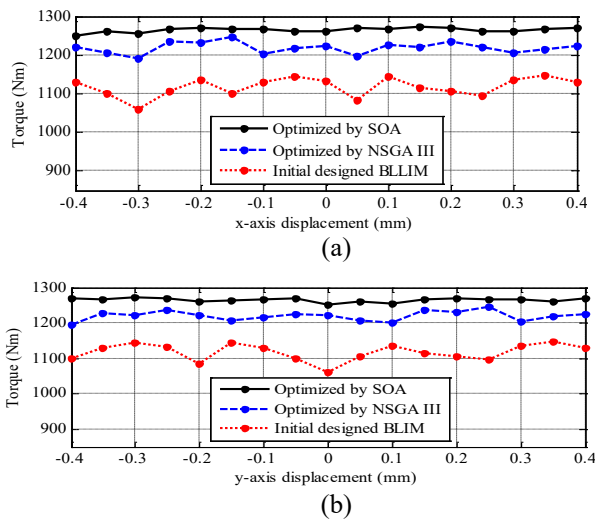 1300
1200
1100
1000
900
Torque (Nm)
Optimized by SOA
Optimized by NSGA III
Initial designed BLLIM
-0.4 -0.3 -0.2 -0.1 0 0.1 0.2 0.3 0.4
x-axis displacement (mm)
(a)
1300
1200
1100
1000
900
Torque (Nm)
Optimized by SOA
Optimized by NSGA III
Initial designed BLIM
-0.4 -0.3 -0.2 -0.1 0 0.1 0.2 0.3 0.4
y-axis displacement (mm)
(b)